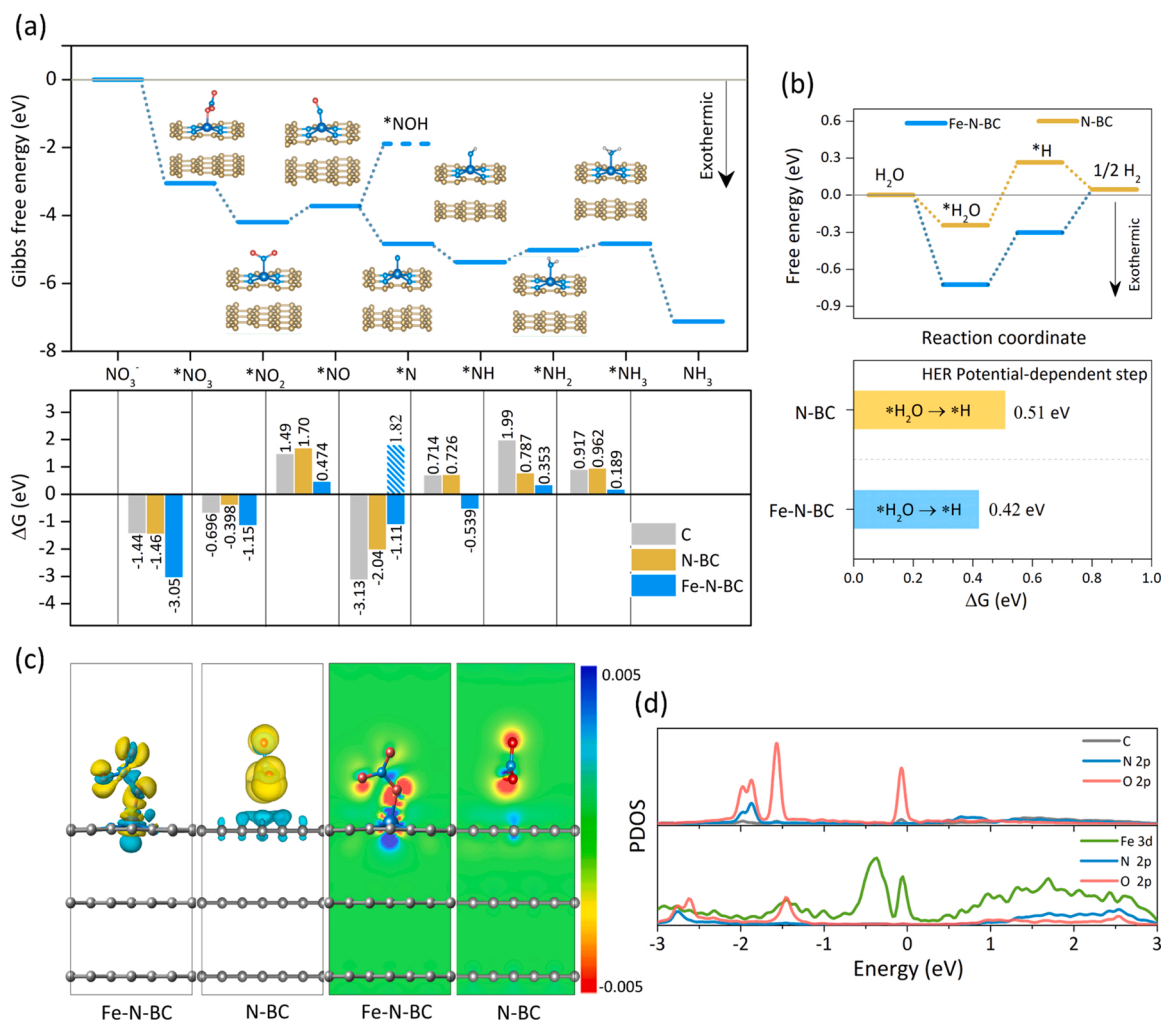 (a)
Gibbs free energy (eV)
0
-2
-4
-6
-8
*NOH
Exothermic
NO3-
*NO3
*NO2
*NO
*N
*NH
*NH2
*NH3
NH3
ΔG (eV)
3
2
1
0
-1
-2
-3
-4
-1.44
-1.46
-3.05
-0.696
-0.398
-1.15
1.49
1.70
0.474
-3.13
-2.04
-1.11
1.82
0.714
0.726
-0.539
1.99
0.787
0.353
0.917
0.962
0.189
C
N-BC
Fe-N-BC
(b)
Free energy (eV)
0.6
0.3
0.0
-0.3
-0.6
-0.9
Fe-N-BC
N-BC
H2O
*H2O
*H
1/2 H2
Exothermic
Reaction coordinate
HER Potential-dependent step
N-BC
*H2O → *H
0.51 eV
Fe-N-BC
*H2O → *H
0.42 eV
0.0 0.2 0.4 0.6 0.8 1.0
ΔG (eV)
(c)
0.005
-0.005
Fe-N-BC
N-BC
Fe-N-BC
N-BC
(d)
PDOS
C
N 2p
O 2p
Fe 3d
N 2p
O 2p
-3 -2 -1 0 1 2 3
Energy (eV)